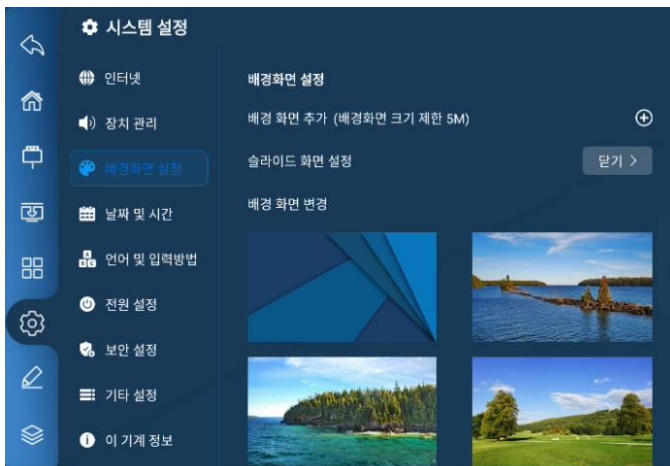 시스템 설정
인터넷
장치 관리
배경화면 설정
날짜 및 시간
언어 및 입력방법
전원 설정
보안 설정
기타 설정
이 기계 정보
배경화면 설정
배경 화면 추가 (배경화면 크기 제한 5M)
슬라이드 화면 설정
닫기 >
배경 화면 변경